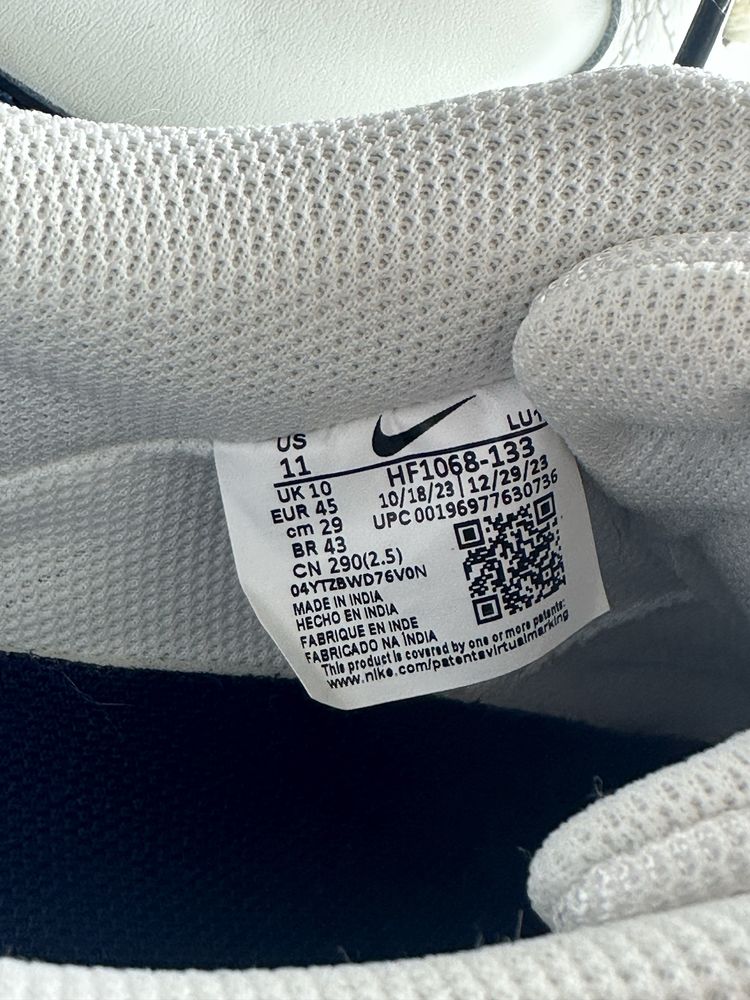 US LU1
11 HF1068-133
UK 10 10/18/23 | 12/29/23
EUR 45 UPC 00196977630736
cm 29
BR 43
CN 290(2.5)
04YTZBWD76V0N
MADE IN INDIA
HECHO EN INDIA
FABRIQUE EN INDE
FABRICADO NA ÍNDIA
This product is covered by one or more patents:
www.nike.com/patentsvirtualmarking